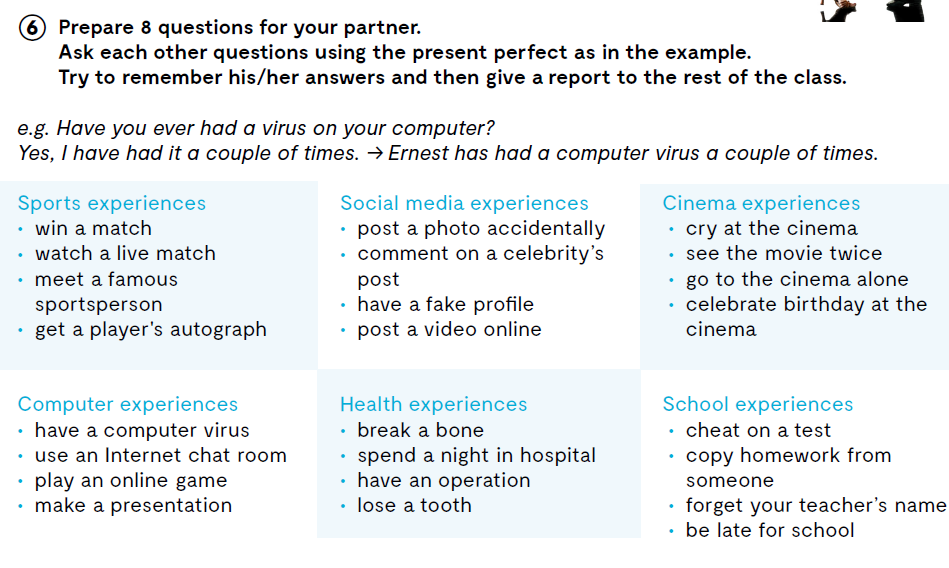 6 Prepare 8 questions for your partner.
Ask each other questions using the present perfect as in the example.
Try to remember his/her answers and then give a report to the rest of the class.
e.g. Have you ever had a virus on your computer?
Yes, I have had it a couple of times. → Ernest has had a computer virus a couple of times.
Sports experiences
• win a match
• watch a live match
• meet a famous
sportsperson
• get a player's autograph
Social media experiences
• post a photo accidentally
• comment on a celebrity's
post
• have a fake profile
• post a video online
Cinema experiences
• cry at the cinema
• see the movie twice
• go to the cinema alone
• celebrate birthday at the
cinema
Computer experiences
• have a computer virus
• use an Internet chat room
• play an online game
• make a presentation
Health experiences
• break a bone
• spend a night in hospital
• have an operation
• lose a tooth
School experiences
• cheat on a test
• copy homework from
someone
• forget your teacher's name
• be late for school